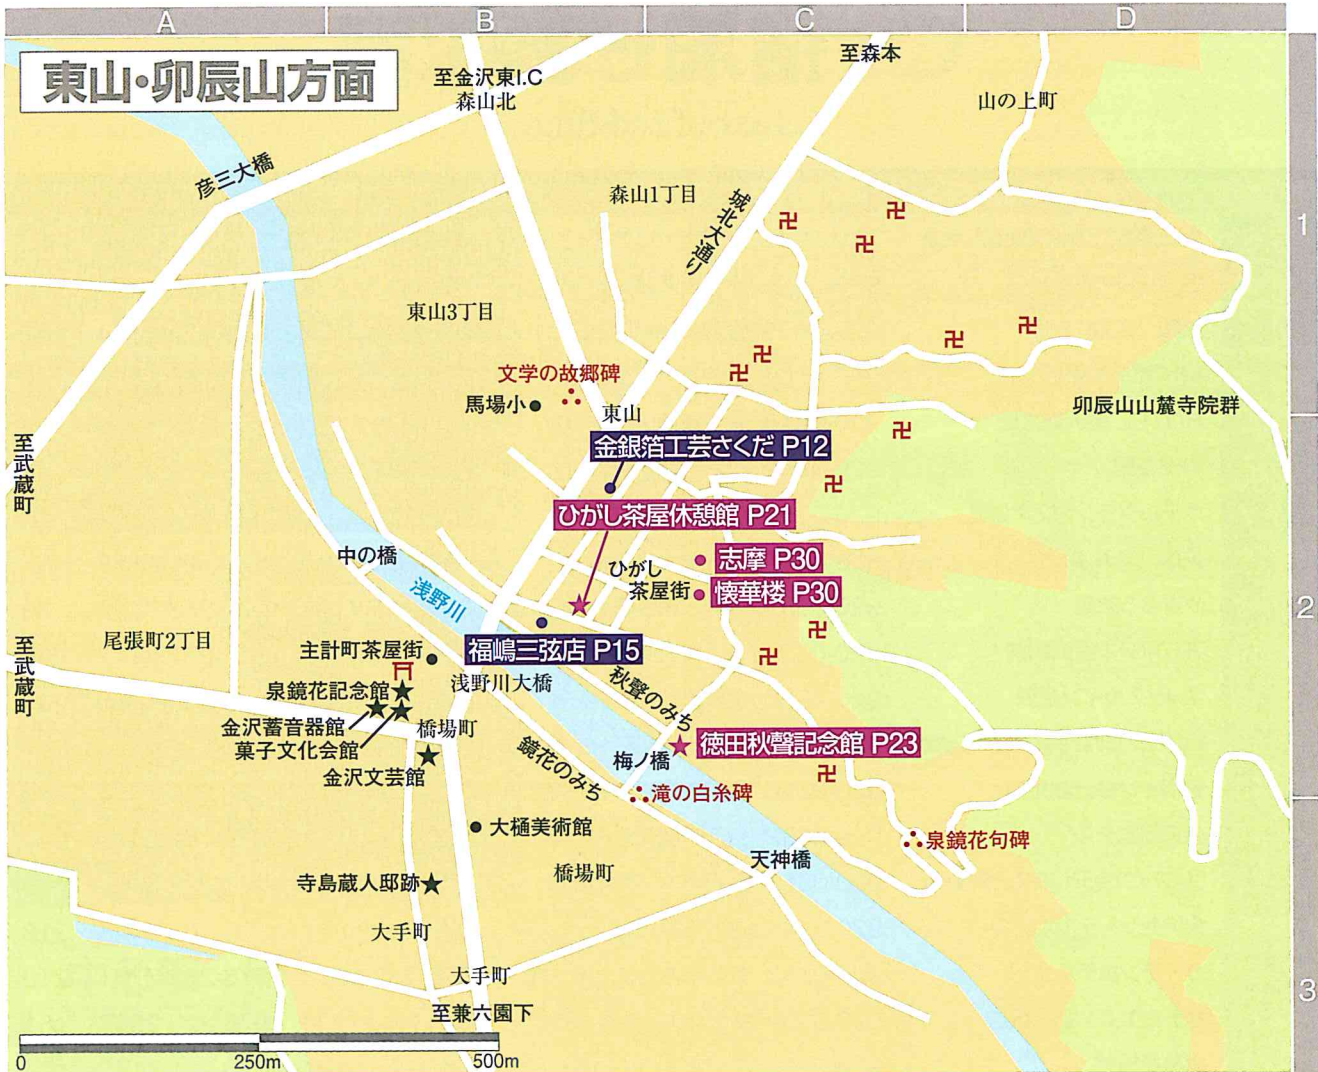 A
B
C
D
東山・卯辰山方面
至金沢東I.C
森山北
至森本
山の上町
彦三大橋
森山1丁目
城北大通り
1
東山3丁目
文学の故郷碑
馬場小
東山
卯辰山山麓寺院群
至武蔵町
金銀箔工芸さくだ P12
ひがし茶屋休憩館 P21
中の橋
ひがし
茶屋街
志摩 P30
懐華楼 P30
浅野川
2
至武蔵町
尾張町2丁目
主計町茶屋街
福嶋三弦店 P15
泉鏡花記念館
浅野川大橋
秋聲のみち
金沢蓄音器館
菓子文化会館
橋場町
金沢文芸館
鏡花のみち
梅ノ橋
徳田秋聲記念館 P23
滝の白糸碑
大樋美術館
泉鏡花句碑
橋場町
天神橋
寺島蔵人邸跡
大手町
大手町
3
至兼六園下
0
250m
500m